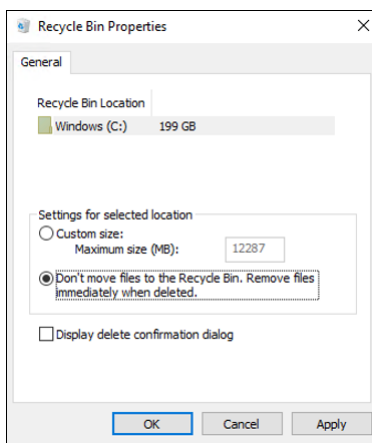 Recycle Bin Properties
General
Recycle Bin Location
Windows (C:) 199 GB
Settings for selected location
Custom size:
Maximum size (MB): 12287
Don't move files to the Recycle Bin. Remove files
immediately when deleted.
Display delete confirmation dialog
OK Cancel Apply